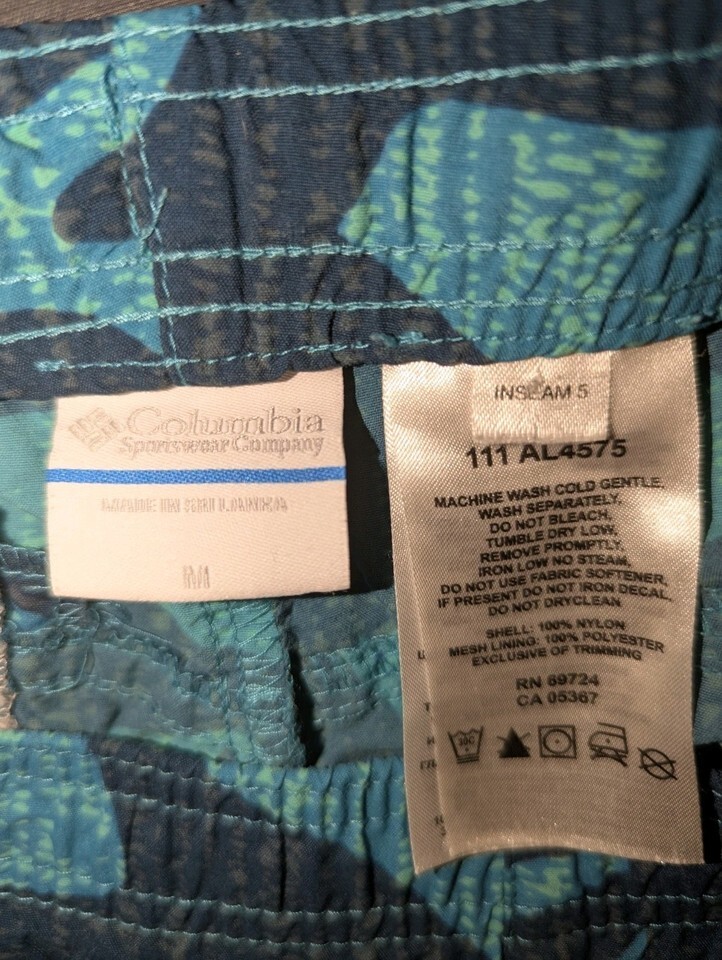 Columbia
Sportswear Company
M
INSEAM 5
111 AL4575
MACHINE WASH COLD GENTLE,
WASH SEPARATELY,
DO NOT BLEACH,
TUMBLE DRY LOW,
REMOVE PROMPTLY,
IRON LOW NO STEAM,
DO NOT USE FABRIC SOFTENER,
IF PRESENT DO NOT IRON DECAL,
DO NOT DRYCLEAN
SHELL: 100% NYLON
MESH LINING: 100% POLYESTER
EXCLUSIVE OF TRIMMING
RN 69724
CA 05367
30C